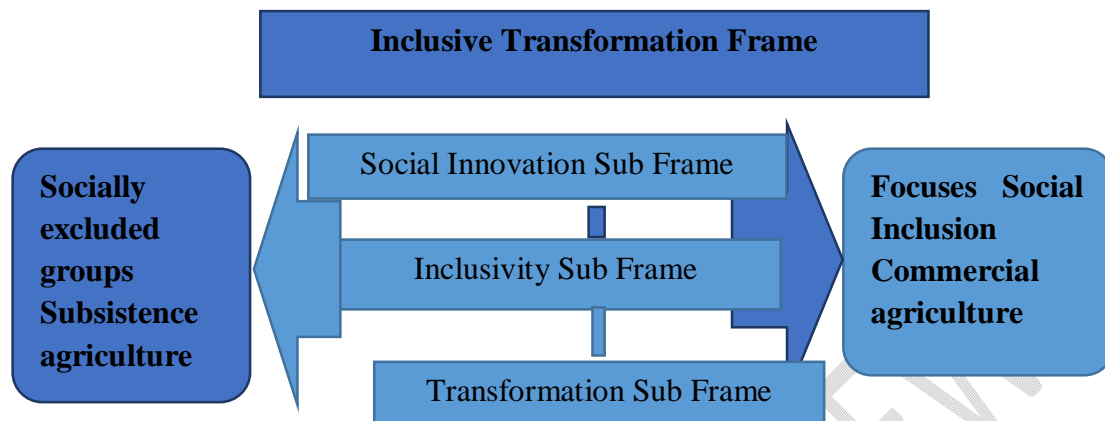 Inclusive Transformation Frame
Socially
excluded
groups
Subsistence
agriculture
Social Innovation Sub Frame
Inclusivity Sub Frame
Transformation Sub Frame
Focuses Social
Inclusion
Commercial
agriculture